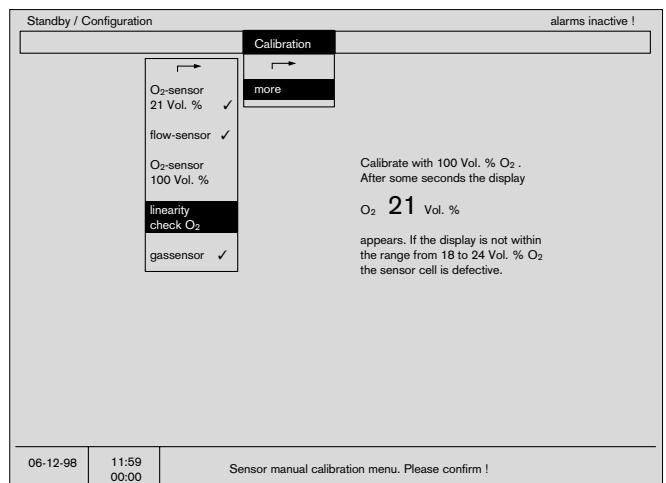 Standby / Configuration
alarms inactive !
Calibration
more
O₂-sensor
21 Vol. % ✓
flow-sensor ✓
O₂-sensor
100 Vol. %
linearity
check O₂
gassensor ✓
Calibrate with 100 Vol. % O₂ .
After some seconds the display
O₂ 21 Vol. %
appears. If the display is not within
the range from 18 to 24 Vol. % O₂
the sensor cell is defective.
06-12-98
11:59
00:00
Sensor manual calibration menu. Please confirm !